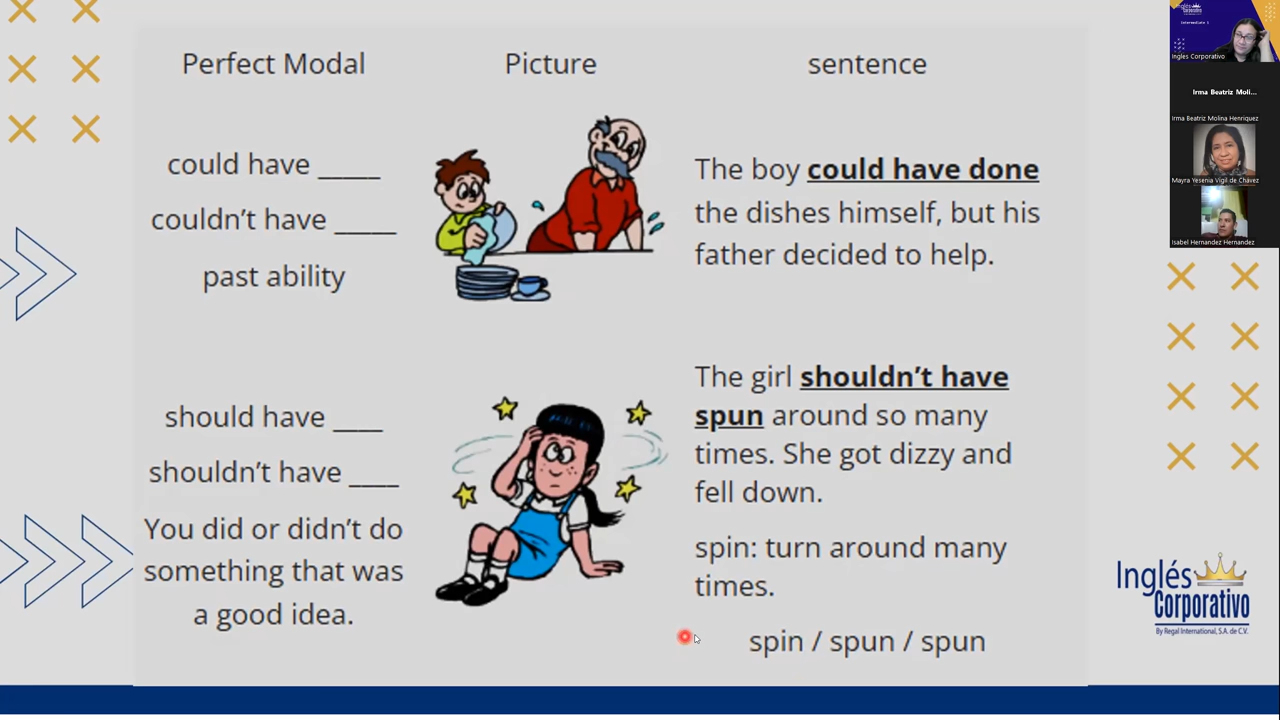 Perfect Modal
Picture
sentence
could have _____
couldn't have _____
past ability
The boy could have done
the dishes himself, but his
father decided to help.
should have ____
shouldn't have ____
You did or didn't do
something that was
a good idea.
The girl shouldn't have
spun around so many
times. She got dizzy and
fell down.
spin: turn around many
times.
spin / spun / spun
Inglés
Corporativo
By Regal International, S.A. de C.V.
Inglés
Corporativo
Intermediate 1
Inglés Corporativo
Irma Beatriz Moli...
Irma Beatriz Molina Henriquez
Mayra Yesenia Vigil de Chávez
Isabel Hernandez Hernandez